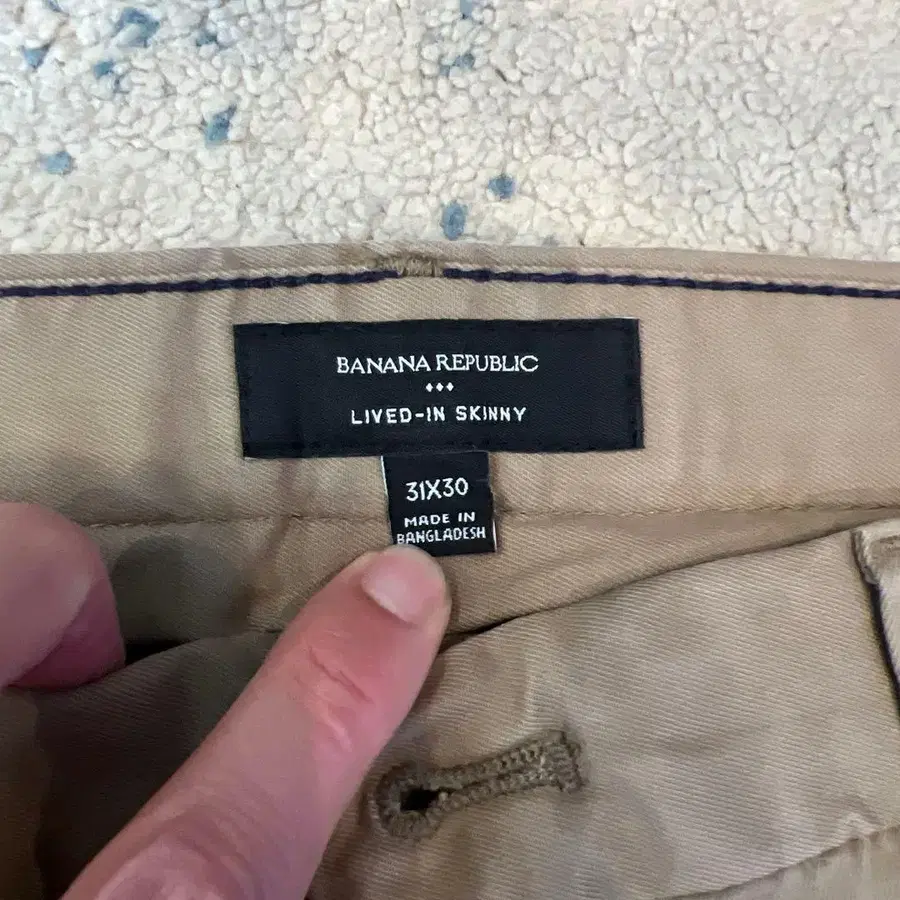 BANANA REPUBLIC
LIVED-IN SKINNY
31X30
MADE IN
BANGLADESH